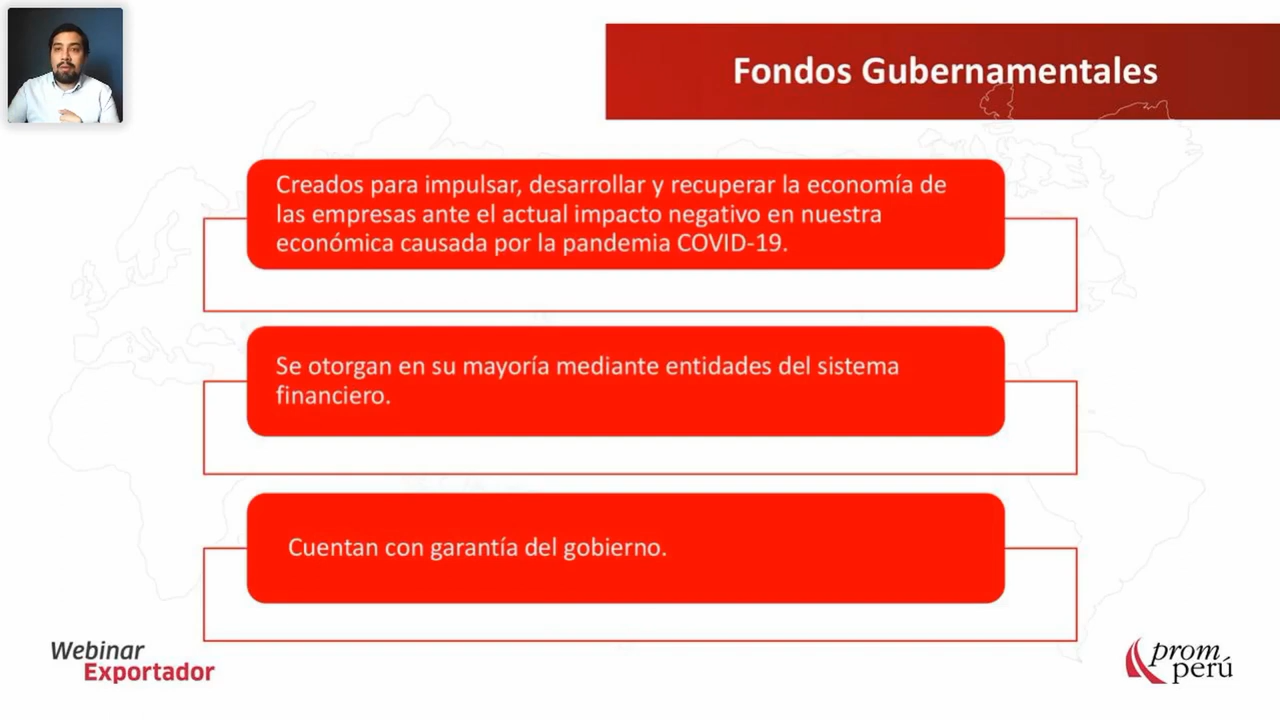 Fondos Gubernamentales
Creados para impulsar, desarrollar y recuperar la economía de
las empresas ante el actual impacto negativo en nuestra
económica causada por la pandemia COVID-19.
Se otorgan en su mayoría mediante entidades del sistema
financiero.
Cuentan con garantía del gobierno.
Webinar
Exportador
prom
perú